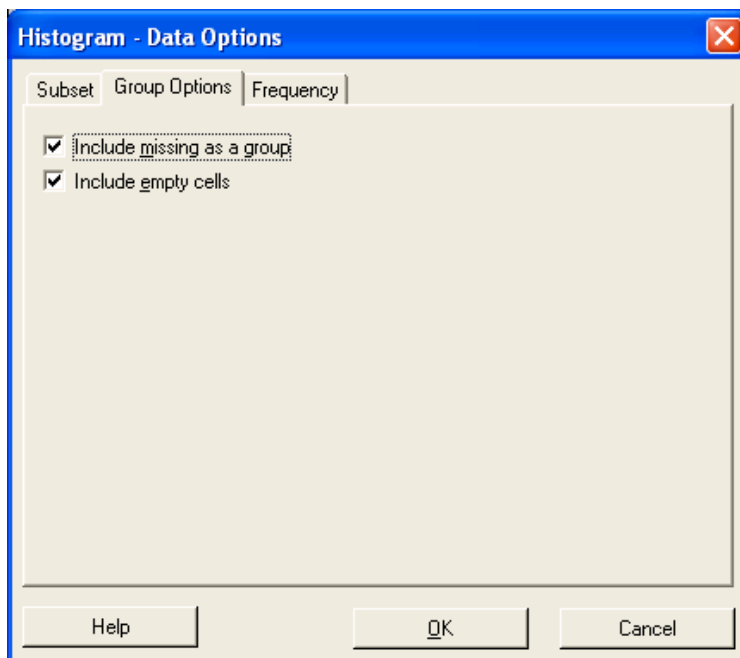 Histogram - Data Options
Subset Group Options Frequency
Include missing as a group
Include empty cells
Help OK Cancel